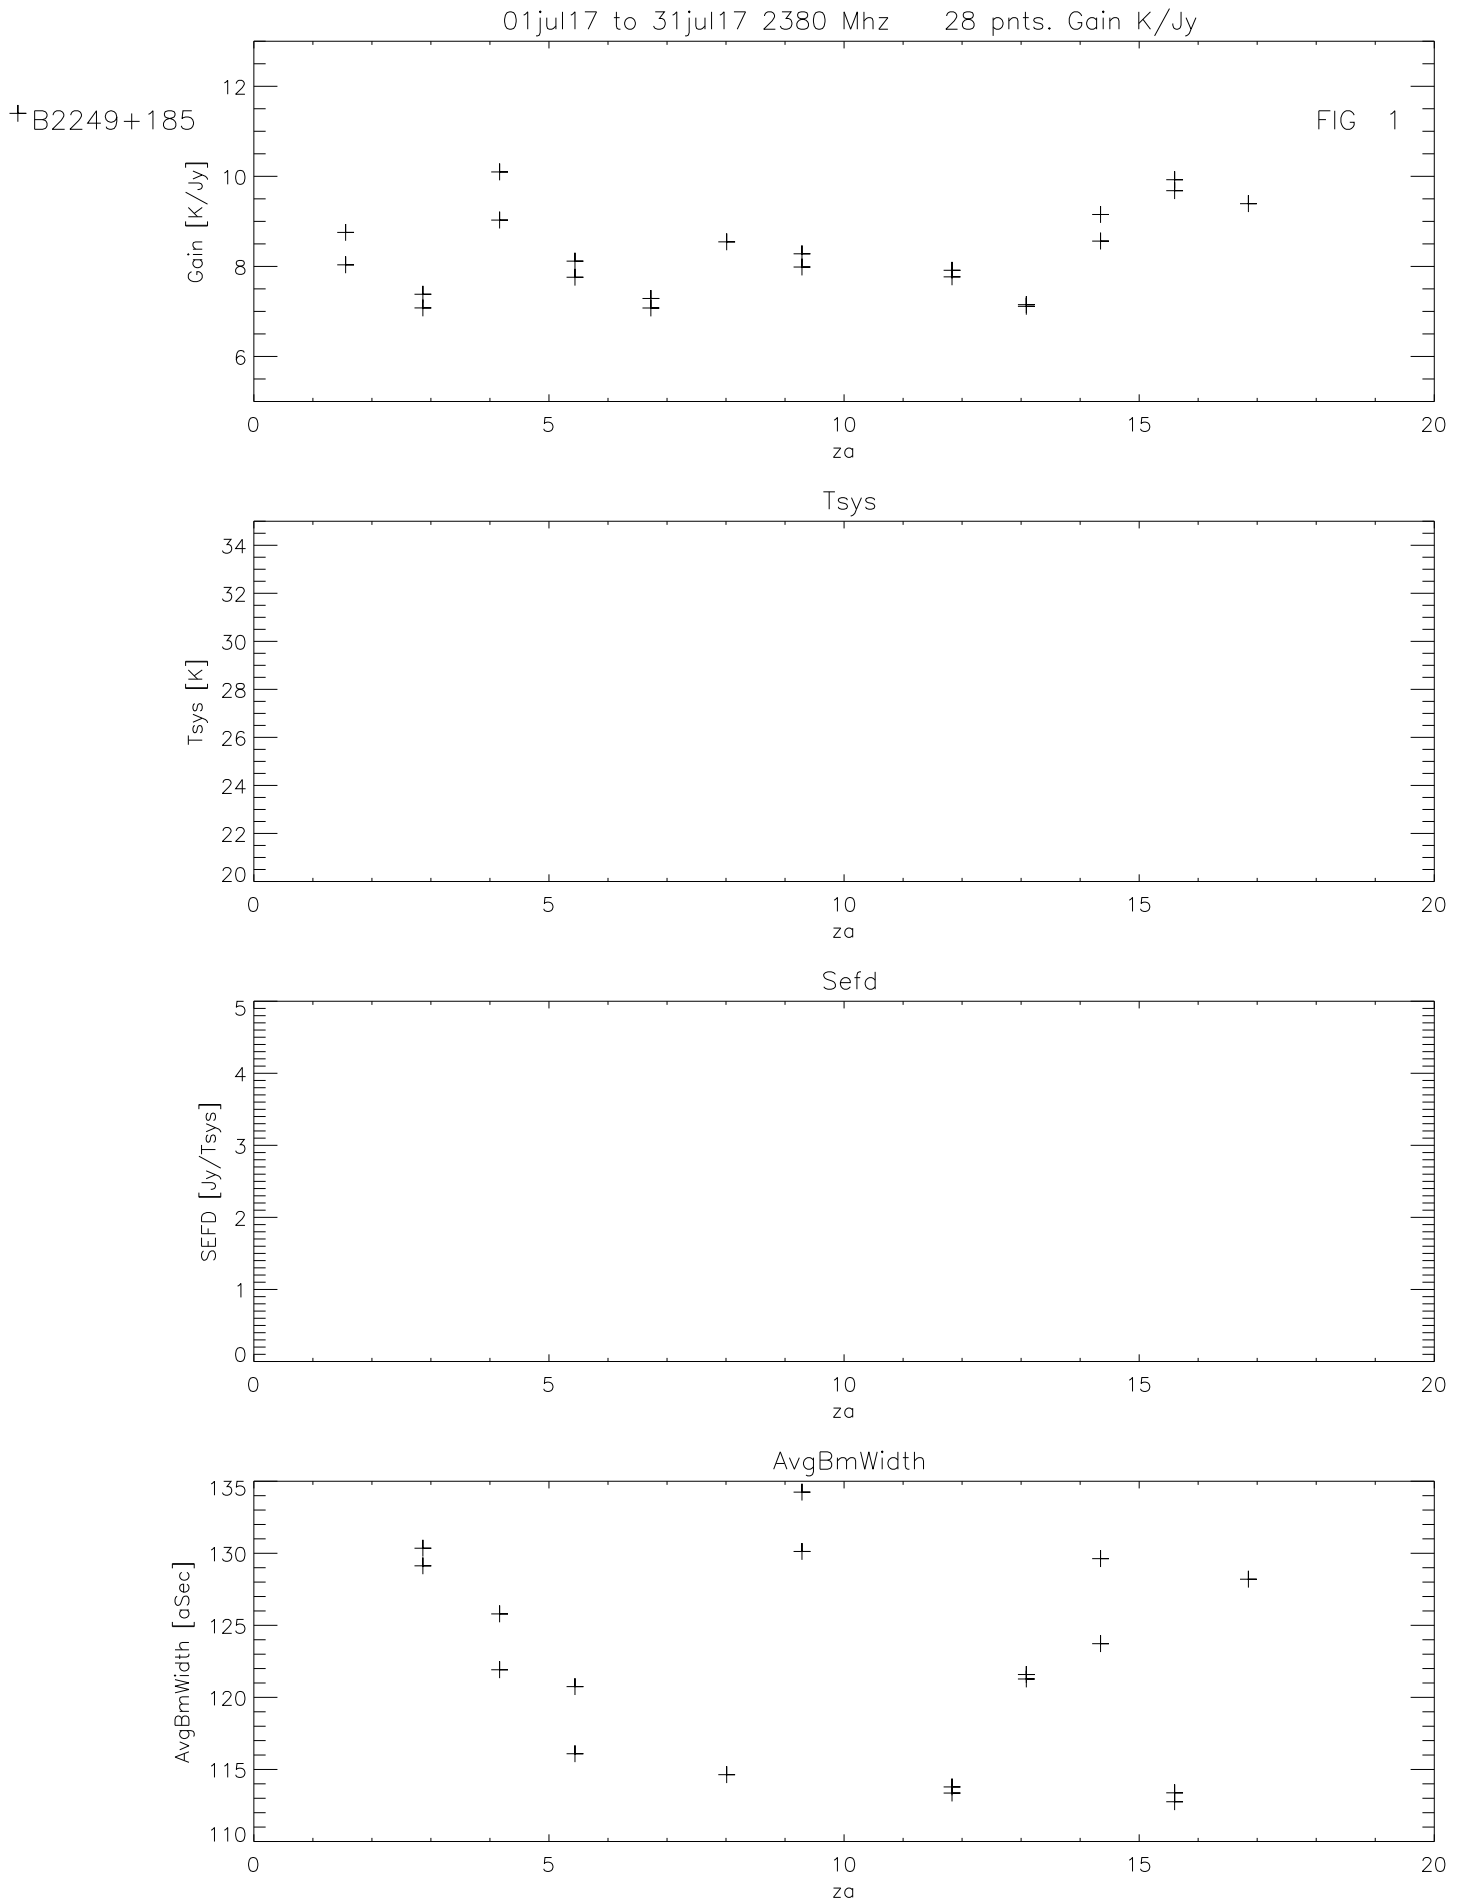 01jul17 to 31jul17 2380 Mhz 28 pnts. Gain K/Jy
+B2249+185
FIG 1
Gain [K/Jy]
12
10
8
6
0 5 10 15 20
za
Tsys
Tsys [K]
34
32
30
28
26
24
22
20
0 5 10 15 20
za
Sefd
SEFD [Jy/Tsys]
5
4
3
2
1
0
0 5 10 15 20
za
AvgBmWidth
AvgBmWidth [aSec]
135
130
125
120
115
110
0 5 10 15 20
za